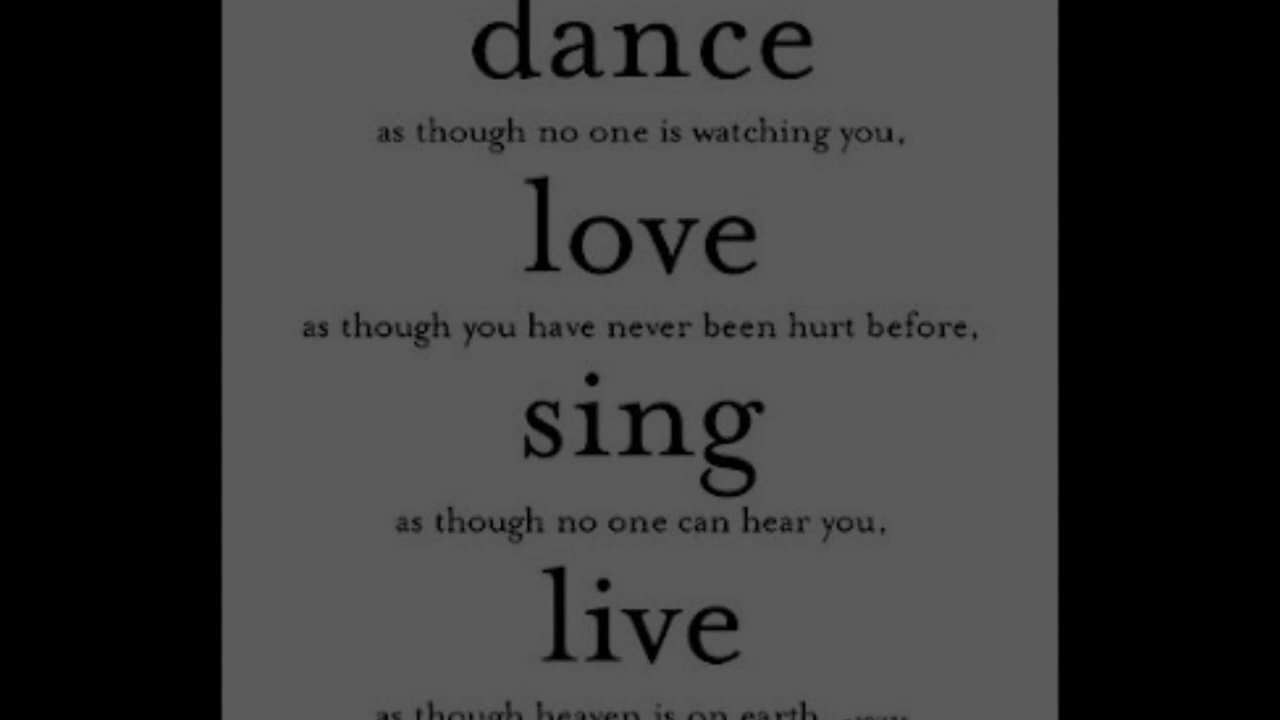 dance
as though no one is watching you,
love
as though you have never been hurt before,
sing
as though no one can hear you,
live
as though heaven is on earth